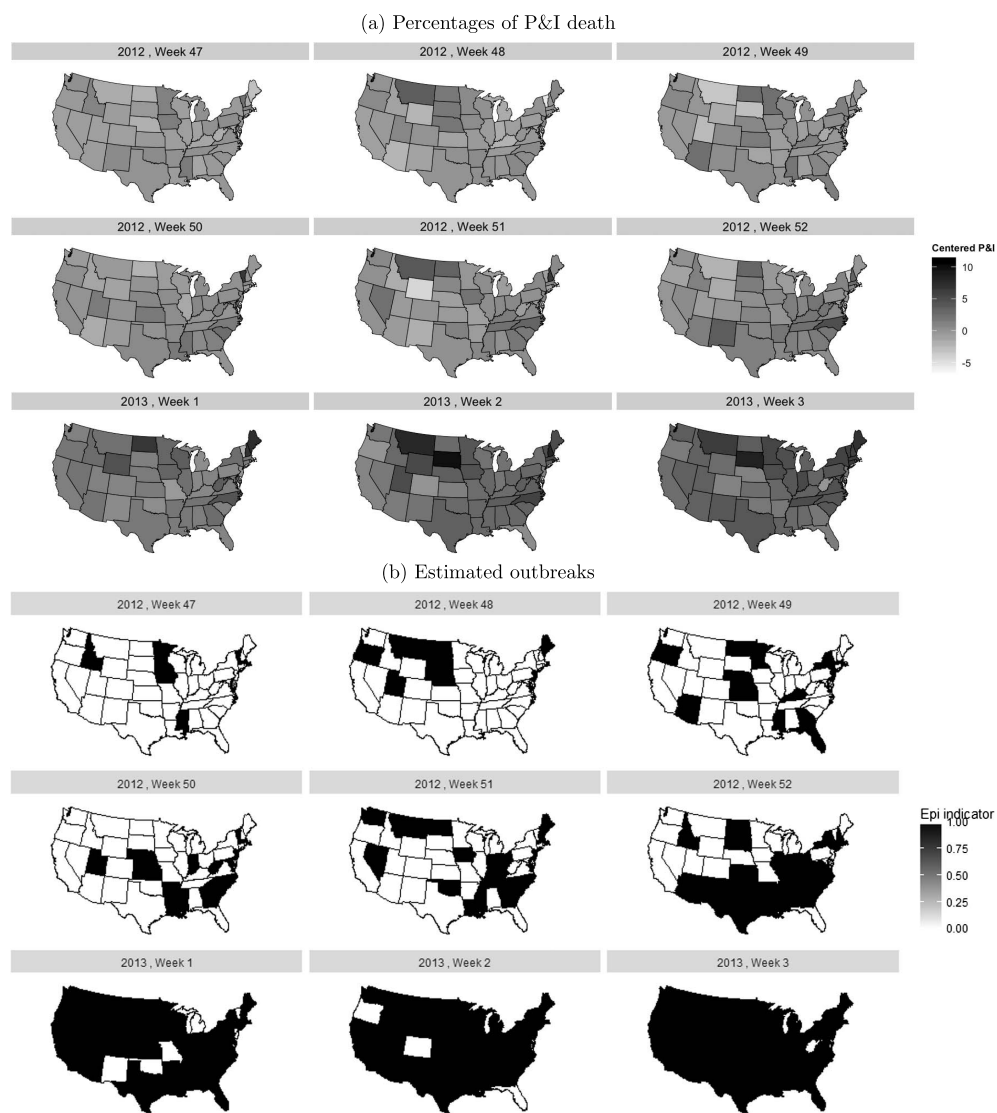 (a) Percentages of P&I death
2012 , Week 47
2012 , Week 48
2012 , Week 49
2012 , Week 50
2012 , Week 51
2012 , Week 52
Centered P&I
10
5
0
-5
2013 , Week 1
2013 , Week 2
2013 , Week 3
(b) Estimated outbreaks
2012 , Week 47
2012 , Week 48
2012 , Week 49
2012 , Week 50
2012 , Week 51
2012 , Week 52
Epi indicator
1.00
0.75
0.50
0.25
0.00
2013 , Week 1
2013 , Week 2
2013 , Week 3